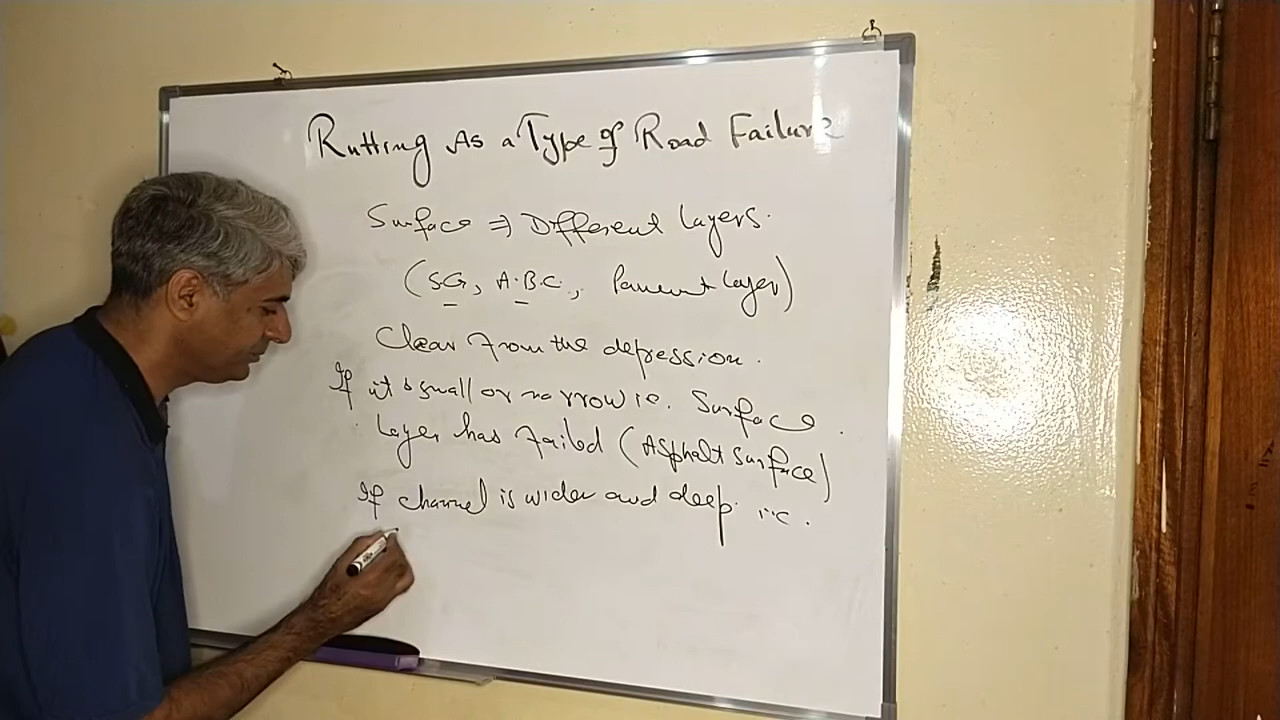 Rutting As a Type of Road Failure
Surface ⇒ Different layers.
(SG, A.B.C., Pavement layer)
Clear from the depression.
If it is small or narrow i.e. Surface
Layer has failed (Asphalt surface)
If channel is wider and deep i.e.